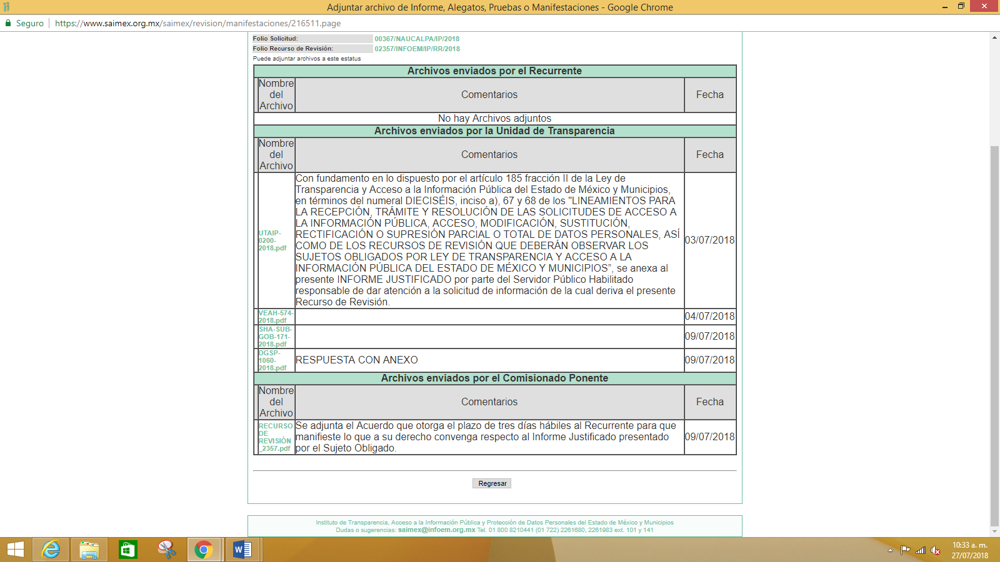 Adjuntar archivo de Informe, Alegatos, Pruebas o Manifestaciones - Google Chrome
Seguro
https://www.saimex.org.mx/saimex/revision/manifestaciones/216511.page
Folio Solicitud: 00367/NAUCALPA/IP/2018
Folio Recurso de Revisión: 02357/INFOEM/IP/RR/2018
Puede adjuntar archivos a este estatus
Archivos enviados por el Recurrente
Nombre del Archivo
Comentarios
Fecha
No hay Archivos adjuntos
Archivos enviados por la Unidad de Transparencia
Nombre del Archivo
Comentarios
Fecha
UTAIP-0200-2018.pdf
Con fundamento en lo dispuesto por el artículo 185 fracción II de la Ley de
Transparencia y Acceso a la Información Pública del Estado de México y Municipios,
en términos del numeral DIECISÉIS, inciso a), 67 y 68 de los "LINEAMIENTOS PARA
LA RECEPCIÓN, TRÁMITE Y RESOLUCIÓN DE LAS SOLICITUDES DE ACCESO A
LA INFORMACIÓN PÚBLICA, ACCESO, MODIFICACIÓN, SUSTITUCIÓN,
RECTIFICACIÓN O SUPRESIÓN PARCIAL O TOTAL DE DATOS PERSONALES, ASÍ
COMO DE LOS RECURSOS DE REVISIÓN QUE DEBERÁN OBSERVAR LOS
SUJETOS OBLIGADOS POR LEY DE TRANSPARENCIA Y ACCESO A LA
INFORMACIÓN PÚBLICA DEL ESTADO DE MÉXICO Y MUNICIPIOS”, se anexa al
presente INFORME JUSTIFICADO por parte del Servidor Público Habilitado
responsable de dar atención a la solicitud de información de la cual deriva el presente
Recurso de Revisión.
03/07/2018
VEAH-574-2018.pdf
04/07/2018
SHA-SUB-GOB-171-2018.pdf
09/07/2018
DGSP-1060-2018.pdf
RESPUESTA CON ANEXO
09/07/2018
Archivos enviados por el Comisionado Ponente
Nombre del Archivo
Comentarios
Fecha
RECURSO DE REVISIÓN_2357.pdf
Se adjunta el Acuerdo que otorga el plazo de tres días hábiles al Recurrente para que
manifieste lo que a su derecho convenga respecto al Informe Justificado presentado
por el Sujeto Obligado.
09/07/2018
Regresar
Instituto de Transparencia, Acceso a la Información Pública y Protección de Datos Personales del Estado de México y Municipios
Dudas o sugerencias: saimex@infoem.org.mx Tel. 01 800 8210441 (01 722) 2261680, 2261983 ext. 101 y 141
10:33 a. m.
27/07/2018